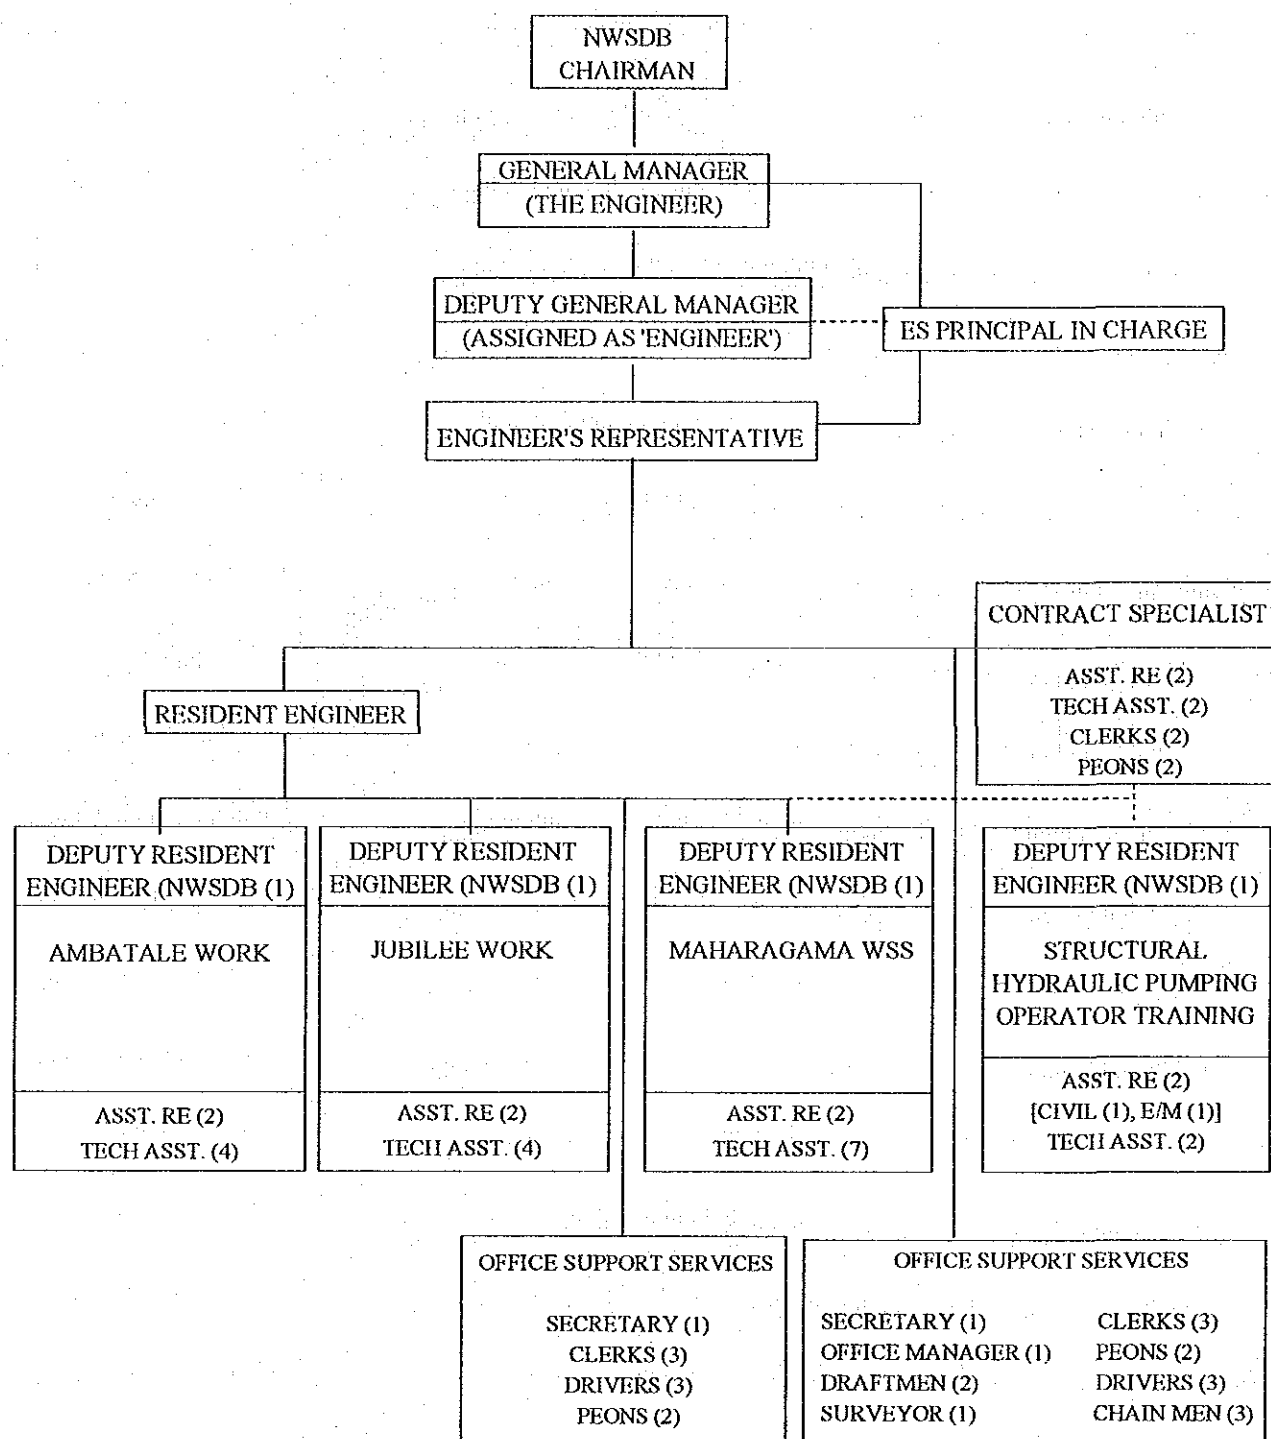 NWSDB
CHAIRMAN
GENERAL MANAGER
(THE ENGINEER)
DEPUTY GENERAL MANAGER
(ASSIGNED AS 'ENGINEER')
ES PRINCIPAL IN CHARGE
ENGINEER'S REPRESENTATIVE
CONTRACT SPECIALIST
ASST. RE (2)
TECH ASST. (2)
CLERKS (2)
PEONS (2)
RESIDENT ENGINEER
DEPUTY RESIDENT
ENGINEER (NWSDB (1)
AMBATALE WORK
ASST. RE (2)
TECH ASST. (4)
DEPUTY RESIDENT
ENGINEER (NWSDB (1)
JUBILEE WORK
ASST. RE (2)
TECH ASST. (4)
DEPUTY RESIDENT
ENGINEER (NWSDB (1)
MAHARAGAMA WSS
ASST. RE (2)
TECH ASST. (7)
DEPUTY RESIDENT
ENGINEER (NWSDB (1)
STRUCTURAL
HYDRAULIC PUMPING
OPERATOR TRAINING
ASST. RE (2)
[CIVIL (1), E/M (1)]
TECH ASST. (2)
OFFICE SUPPORT SERVICES
SECRETARY (1)
CLERKS (3)
DRIVERS (3)
PEONS (2)
OFFICE SUPPORT SERVICES
SECRETARY (1)
OFFICE MANAGER (1)
DRAFTMEN (2)
SURVEYOR (1)
CLERKS (3)
PEONS (2)
DRIVERS (3)
CHAIN MEN (3)